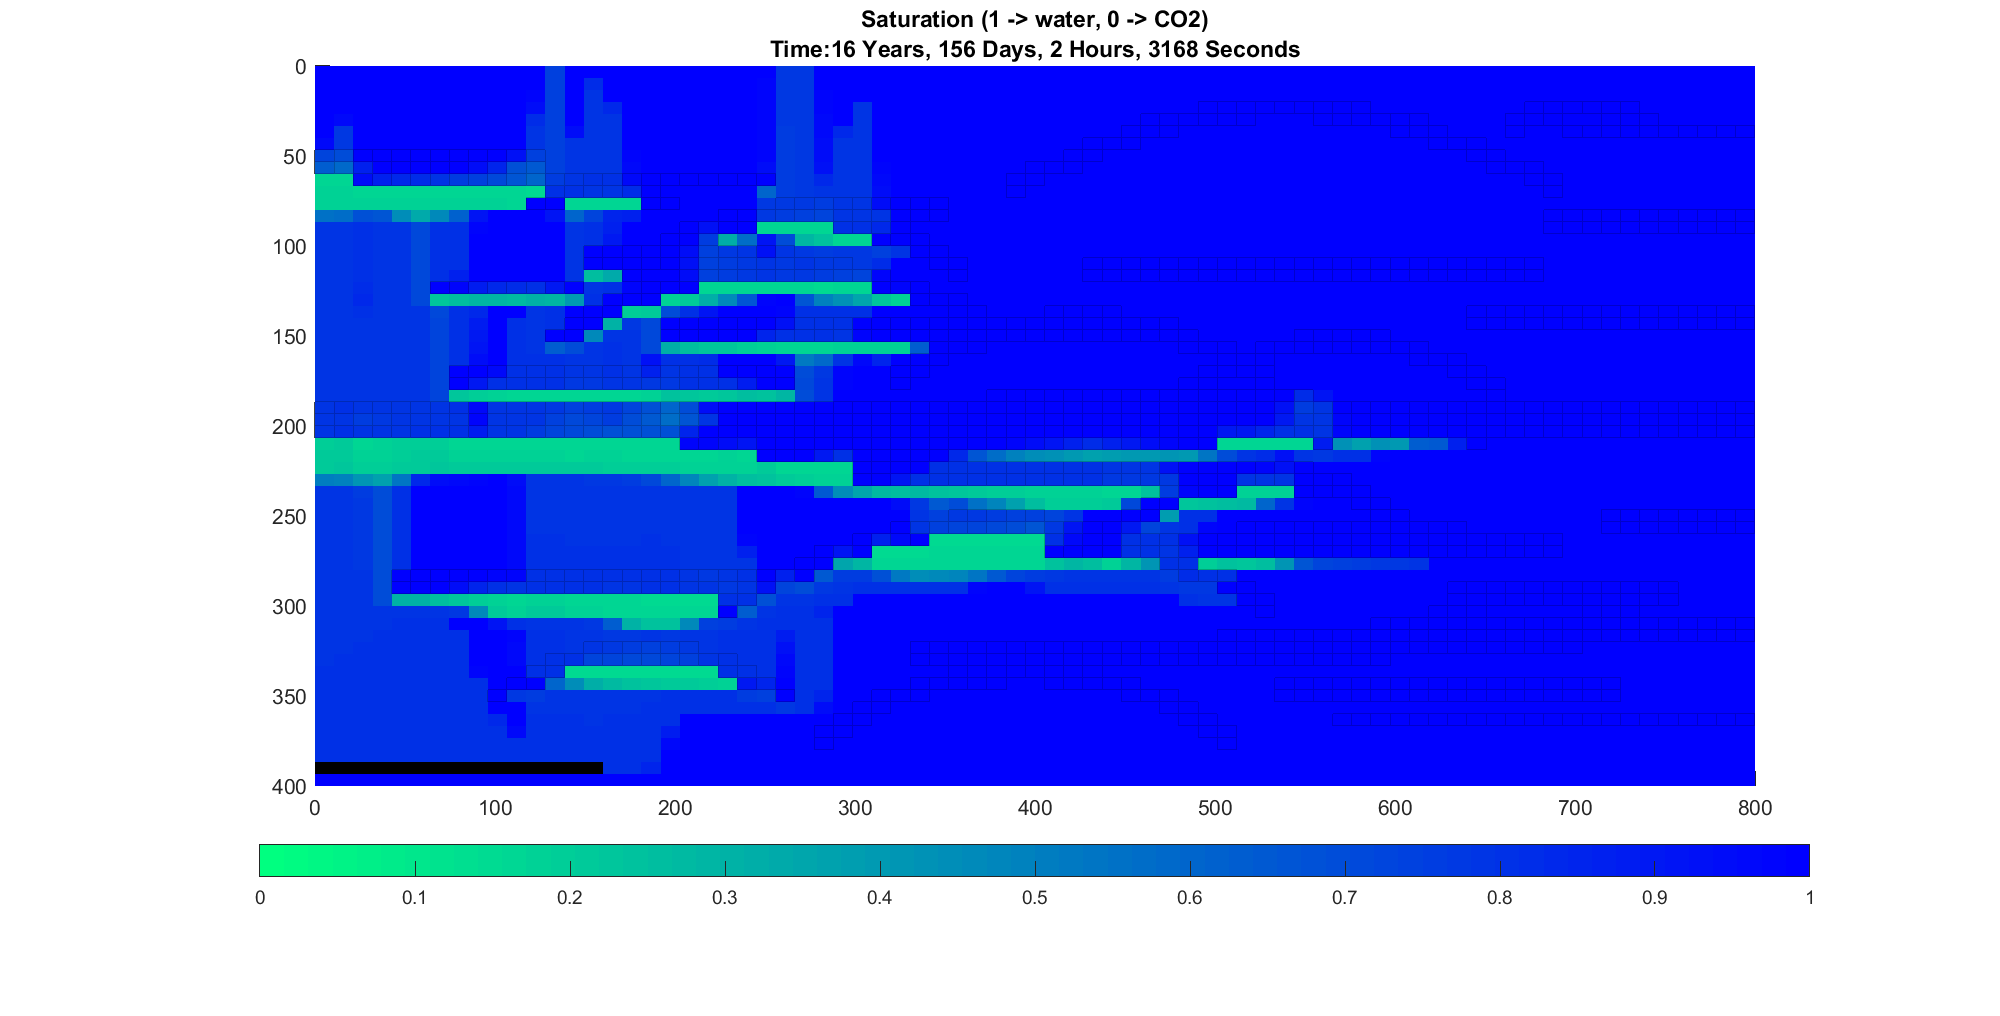 Saturation (1 -> water, 0 -> CO2)
Time:16 Years, 156 Days, 2 Hours, 3168 Seconds
0
50
100
150
200
250
300
350
400
0 100 200 300 400 500 600 700 800
0 0.1 0.2 0.3 0.4 0.5 0.6 0.7 0.8 0.9 1